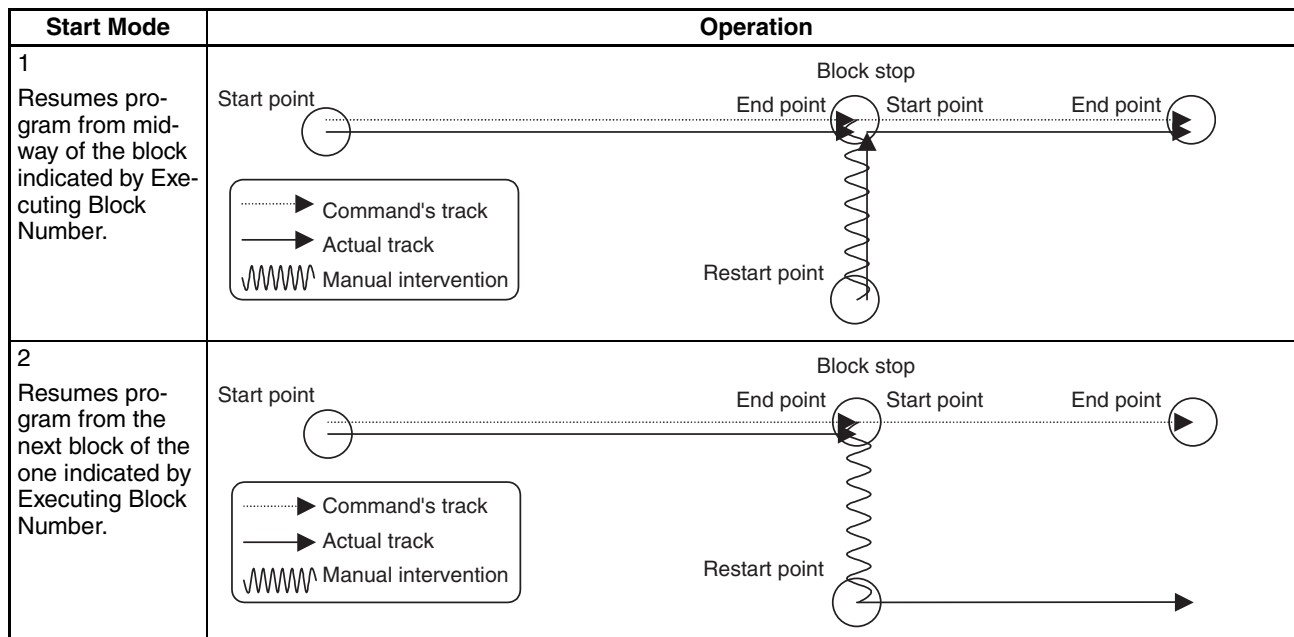 Start Mode
Operation
1
Resumes pro-
gram from mid-
way of the block
indicated by Exe-
cuting Block
Number.
Block stop
Start point
End point
Start point
End point
Command's track
Actual track
Manual intervention
Restart point
2
Resumes pro-
gram from the
next block of the
one indicated by
Executing Block
Number.
Block stop
Start point
End point
Start point
End point
Command's track
Actual track
Manual intervention
Restart point